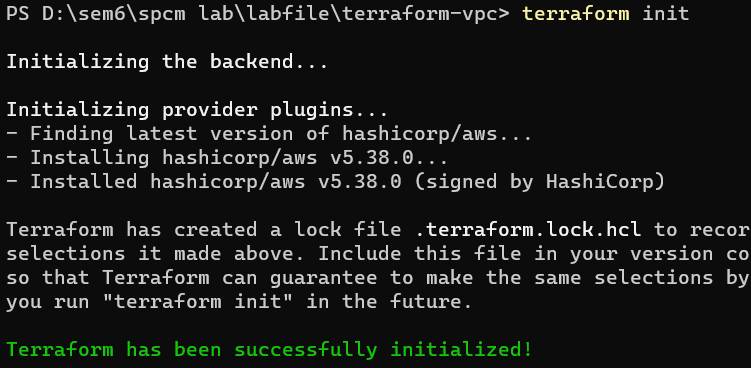 PS D:\sem6\spcm lab\labfile\terraform-vpc> terraform init
Initializing the backend...
Initializing provider plugins...
- Finding latest version of hashicorp/aws...
- Installing hashicorp/aws v5.38.0...
- Installed hashicorp/aws v5.38.0 (signed by HashiCorp)
Terraform has created a lock file .terraform.lock.hcl to recor
selections it made above. Include this file in your version co
so that Terraform can guarantee to make the same selections by
you run "terraform init" in the future.
Terraform has been successfully initialized!